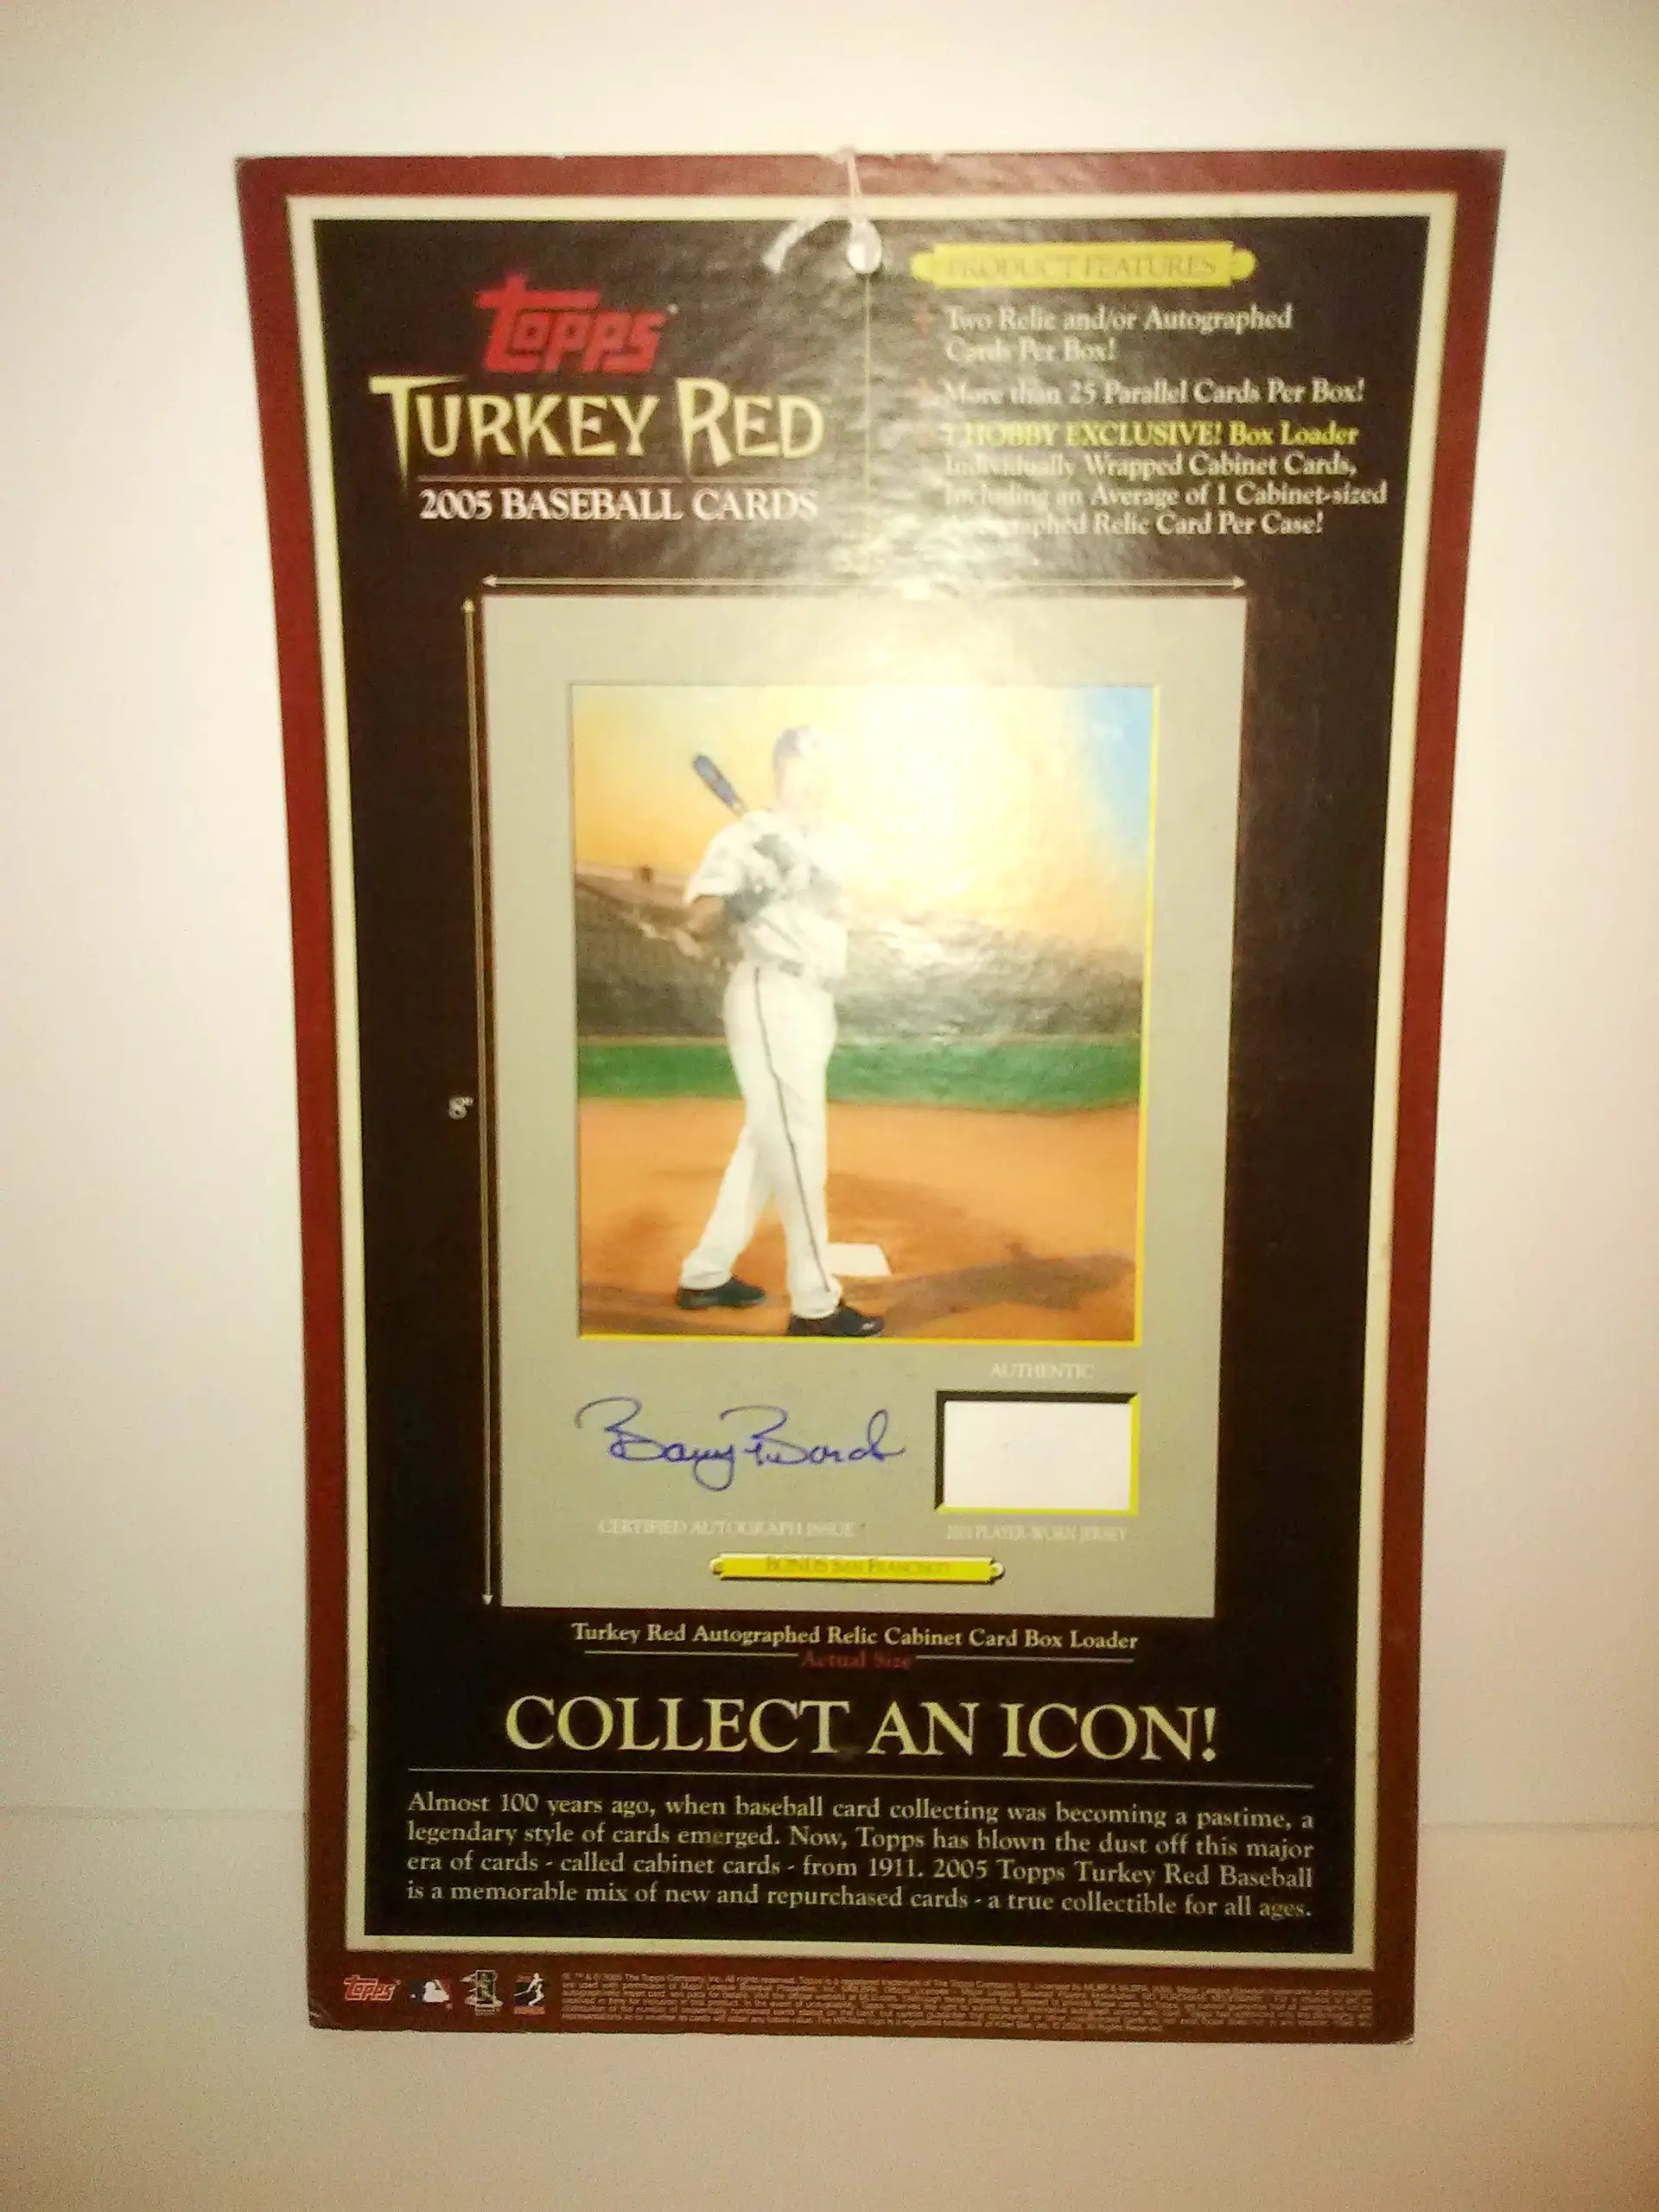 Topps
TURKEY RED
2005 BASEBALL CARDS
PRODUCT FEATURES
Two Relic and/or Autographed
Cards Per Box!
More than 25 Parallel Cards Per Box!
1 HOBBY EXCLUSIVE! Box Loader
Individually Wrapped Cabinet Cards,
Including an Average of 1 Cabinet-sized
Autographed Relic Card Per Case!
8"
AUTHENTIC
Barry Bonds
CERTIFIED AUTOGRAPH ISSUE
PLAYER-WORN JERSEY
BONDS SAN FRANCISCO
Turkey Red Autographed Relic Cabinet Card Box Loader
Actual Size
COLLECT AN ICON!
Almost 100 years ago, when baseball card collecting was becoming a pastime, a
legendary style of cards emerged. Now, Topps has blown the dust off this major
era of cards - called cabinet cards - from 1911. 2005 Topps Turkey Red Baseball
is a memorable mix of new and repurchased cards - a true collectible for all ages.
Topps